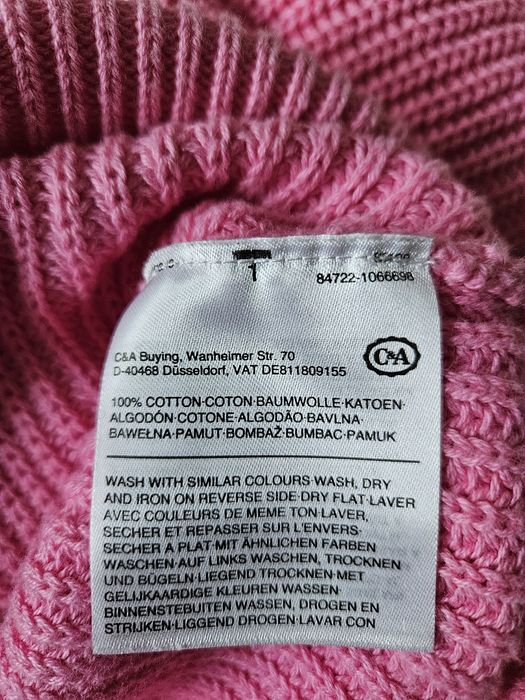 1
84722-1066698
C&A Buying, Wanheimer Str. 70
D-40468 Düsseldorf, VAT DE811809155
C&A
100% COTTON·COTON·BAUMWOLLE·KATOEN·
ALGODÓN·COTONE·ALGODÃO·BAVLNA·
BAWEŁNA·PAMUT·BOMBAŽ·BUMBAC·PAMUK
WASH WITH SIMILAR COLOURS·WASH, DRY
AND IRON ON REVERSE SIDE·DRY FLAT·LAVER
AVEC COULEURS DE MEME TON·LAVER,
SECHER ET REPASSER SUR L'ENVERS·
SECHER A PLAT·MIT ÄHNLICHEN FARBEN
WASCHEN·AUF LINKS WASCHEN, TROCKNEN
UND BÜGELN·LIEGEND TROCKNEN·MET
GELIJKAARDIGE KLEUREN WASSEN·
BINNENSTEBUITEN WASSEN, DROGEN EN
STRIJKEN·LIGGEND DROGEN·LAVAR CON